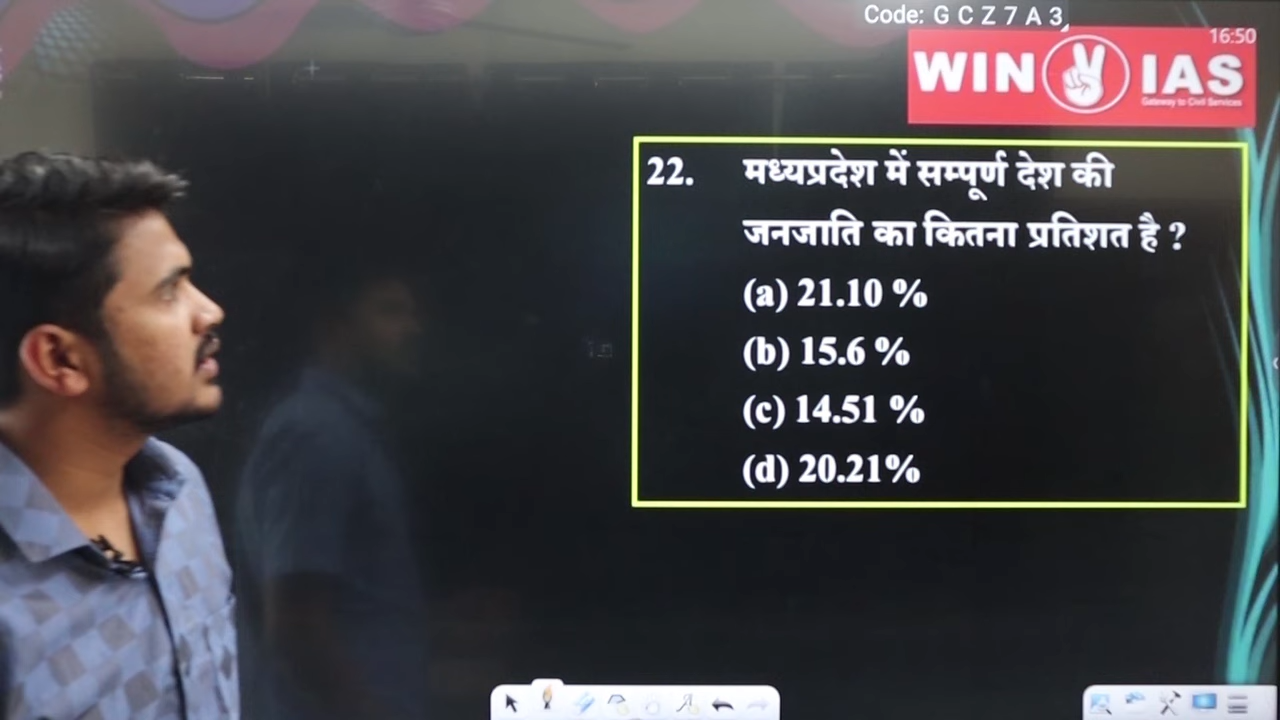 Code: G C Z 7 A 3
16:50
WIN IAS
Gateway to Civil Services
22. मध्यप्रदेश में सम्पूर्ण देश की
जनजाति का कितना प्रतिशत है ?
(a) 21.10 %
(b) 15.6 %
(c) 14.51 %
(d) 20.21%